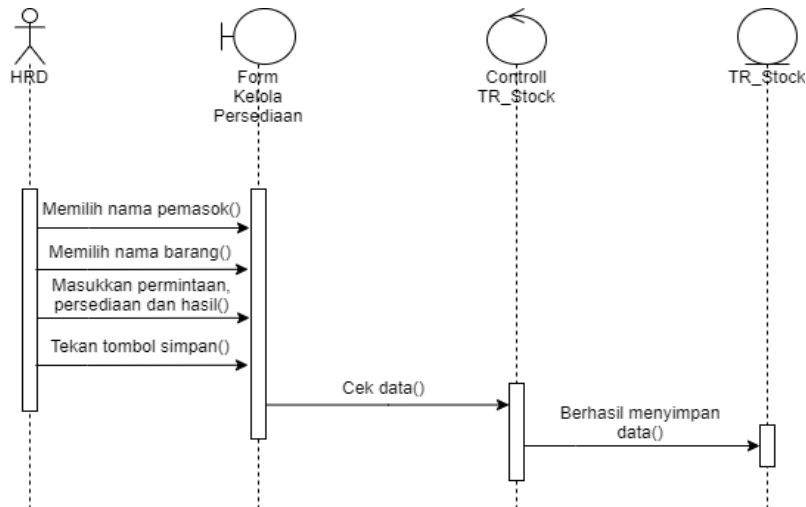 HRD
Form
Kelola
Persediaan
Controll
TR_Stock
TR_Stock
Memilih nama pemasok()
Memilih nama barang()
Masukkan permintaan,
persediaan dan hasil()
Tekan tombol simpan()
Cek data()
Berhasil menyimpan
data()